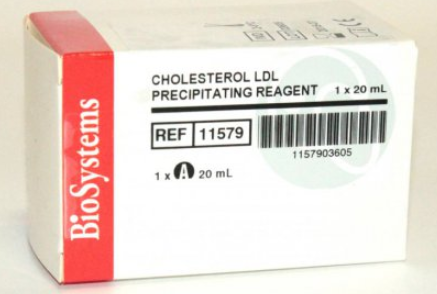 BioSystems
CHOLESTEROL LDL
PRECIPITATING REAGENT 1 x 20 mL
REF 11579
1157903605
1 x A 20 mL